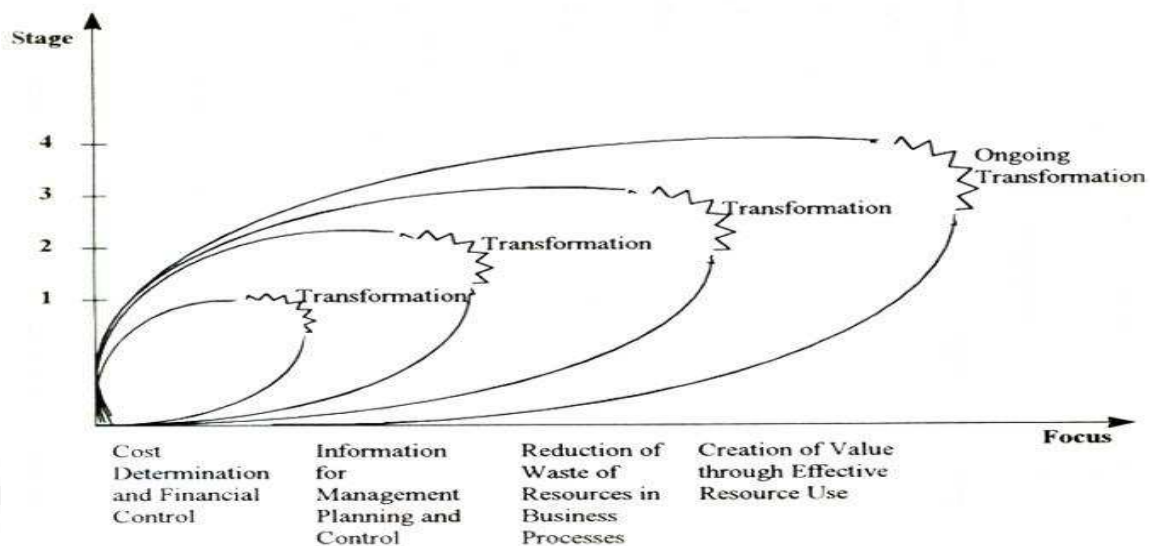 Stage
4
3
2
1
Ongoing
Transformation
Transformation
Transformation
Transformation
Focus
Cost
Determination
and Financial
Control
Information
for
Management
Planning and
Control
Reduction of
Waste of
Resources in
Business
Processes
Creation of Value
through Effective
Resource Use